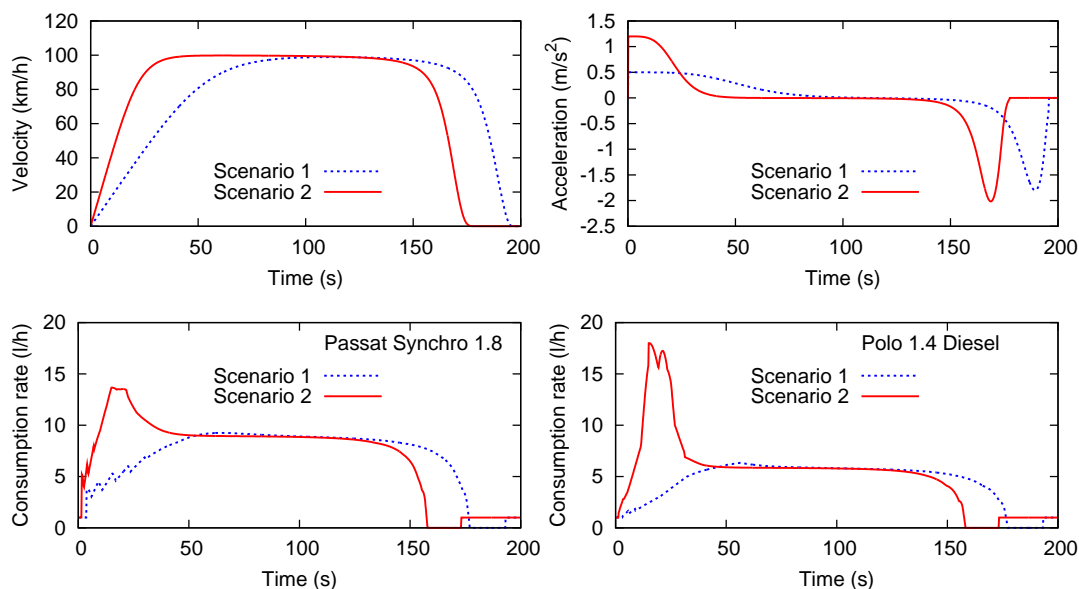 Velocity (km/h)
120
100
80
60
40
20
0
Scenario 1
Scenario 2
0 50 100 150 200
Time (s)
Acceleration (m/s²)
1.5
1
0.5
0
-0.5
-1
-1.5
-2
-2.5
Scenario 1
Scenario 2
0 50 100 150 200
Time (s)
Consumption rate (l/h)
20
15
10
5
0
Passat Synchro 1.8
Scenario 1
Scenario 2
0 50 100 150 200
Time (s)
Consumption rate (l/h)
20
15
10
5
0
Polo 1.4 Diesel
Scenario 1
Scenario 2
0 50 100 150 200
Time (s)